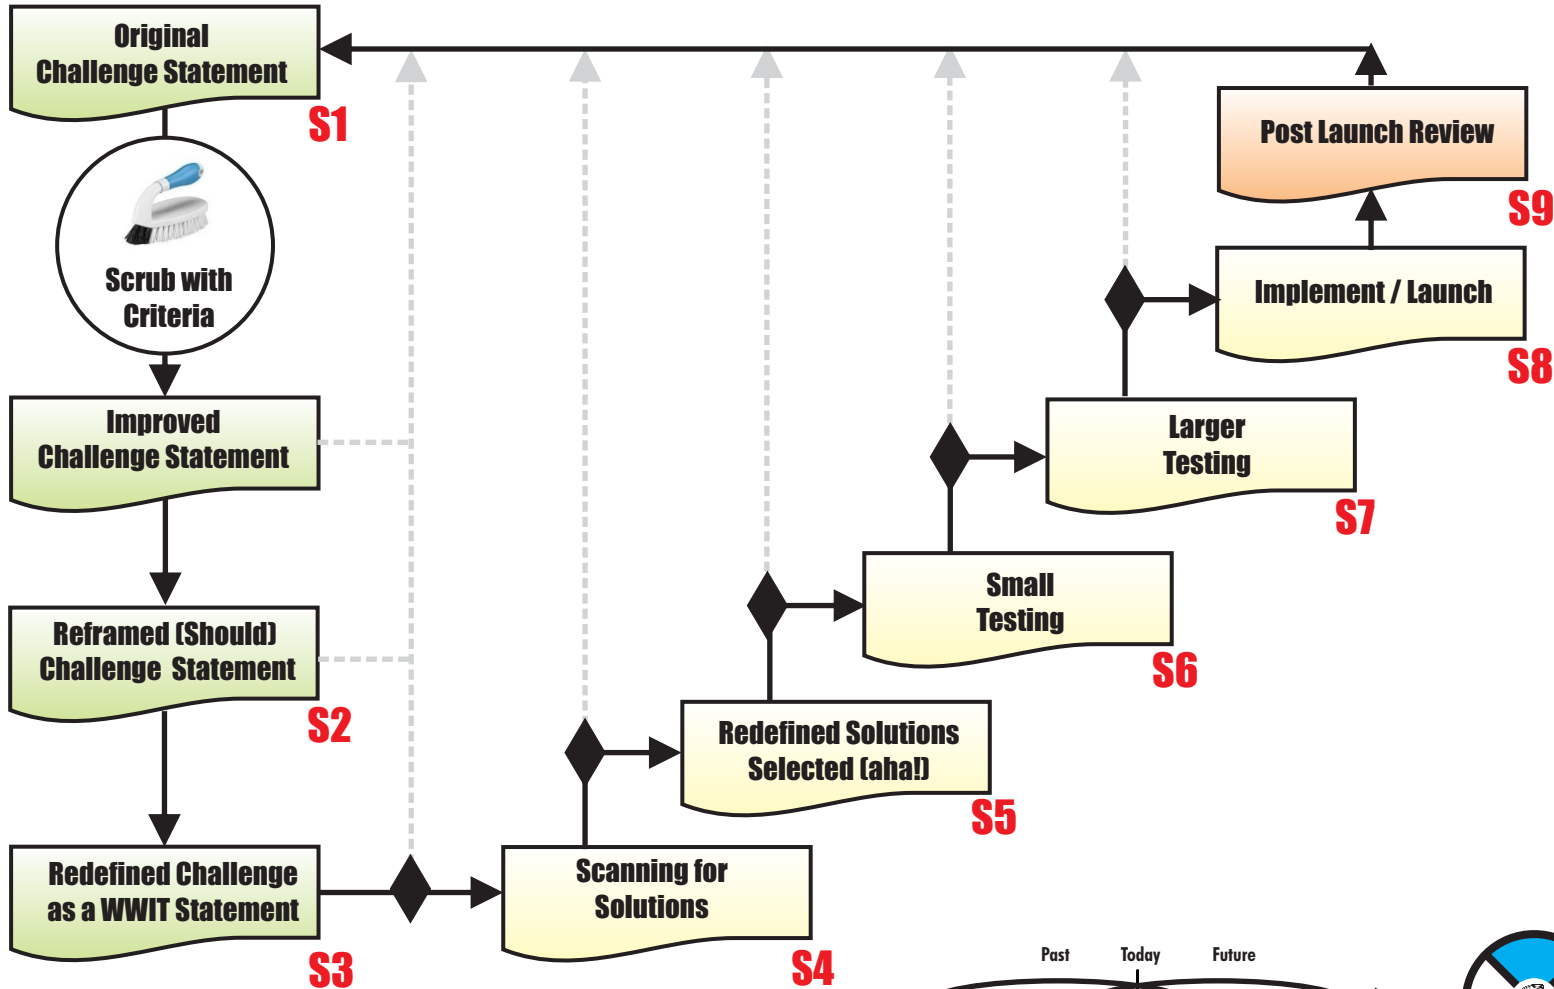 Original
Challenge Statement
S1
Scrub with
Criteria
Improved
Challenge Statement
Reframed (Should)
Challenge Statement
S2
Redefined Challenge
as a WWIT Statement
S3
Scanning for
Solutions
S4
Redefined Solutions
Selected (aha!)
S5
Small
Testing
S6
Larger
Testing
S7
Implement / Launch
S8
Post Launch Review
S9
Past
Today
Future